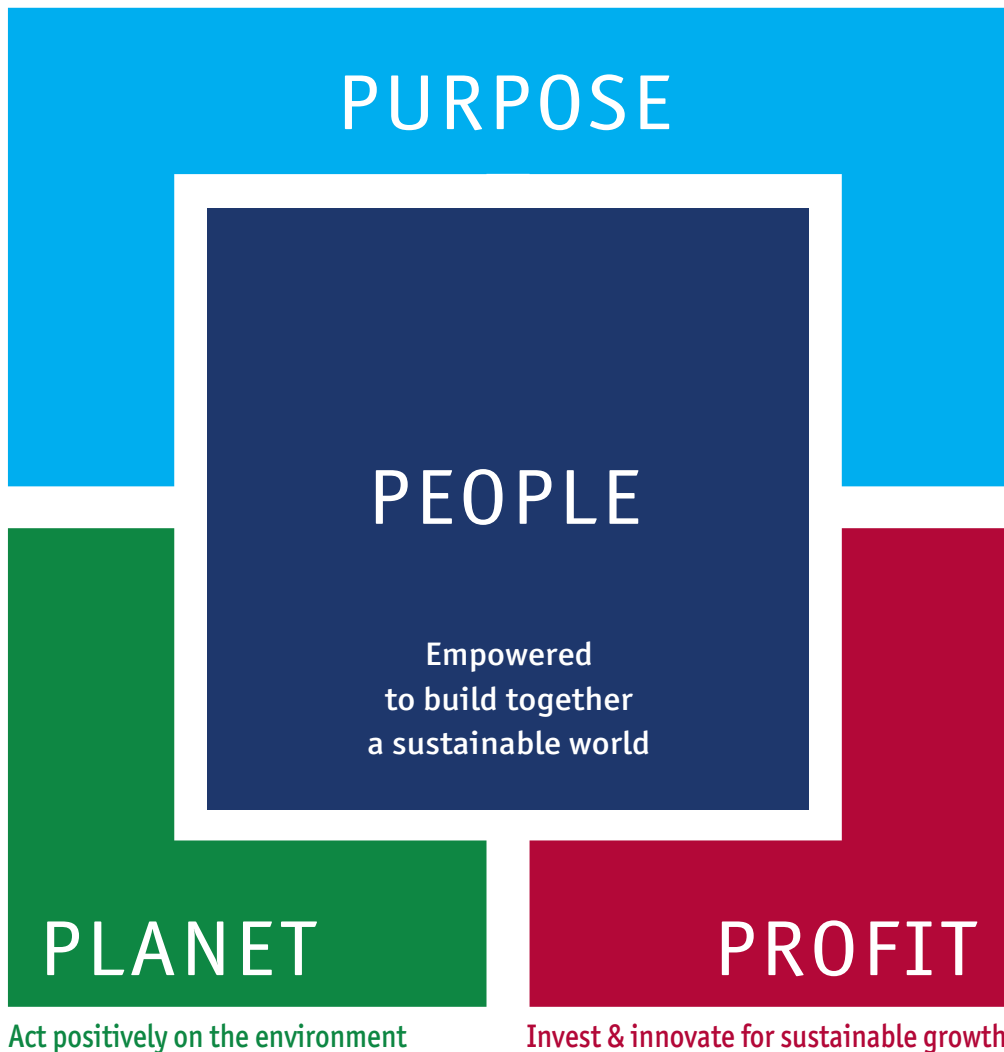 PURPOSE
PEOPLE
Empowered
to build together
a sustainable world
PLANET
PROFIT
Act positively on the environment
Invest & innovate for sustainable growth